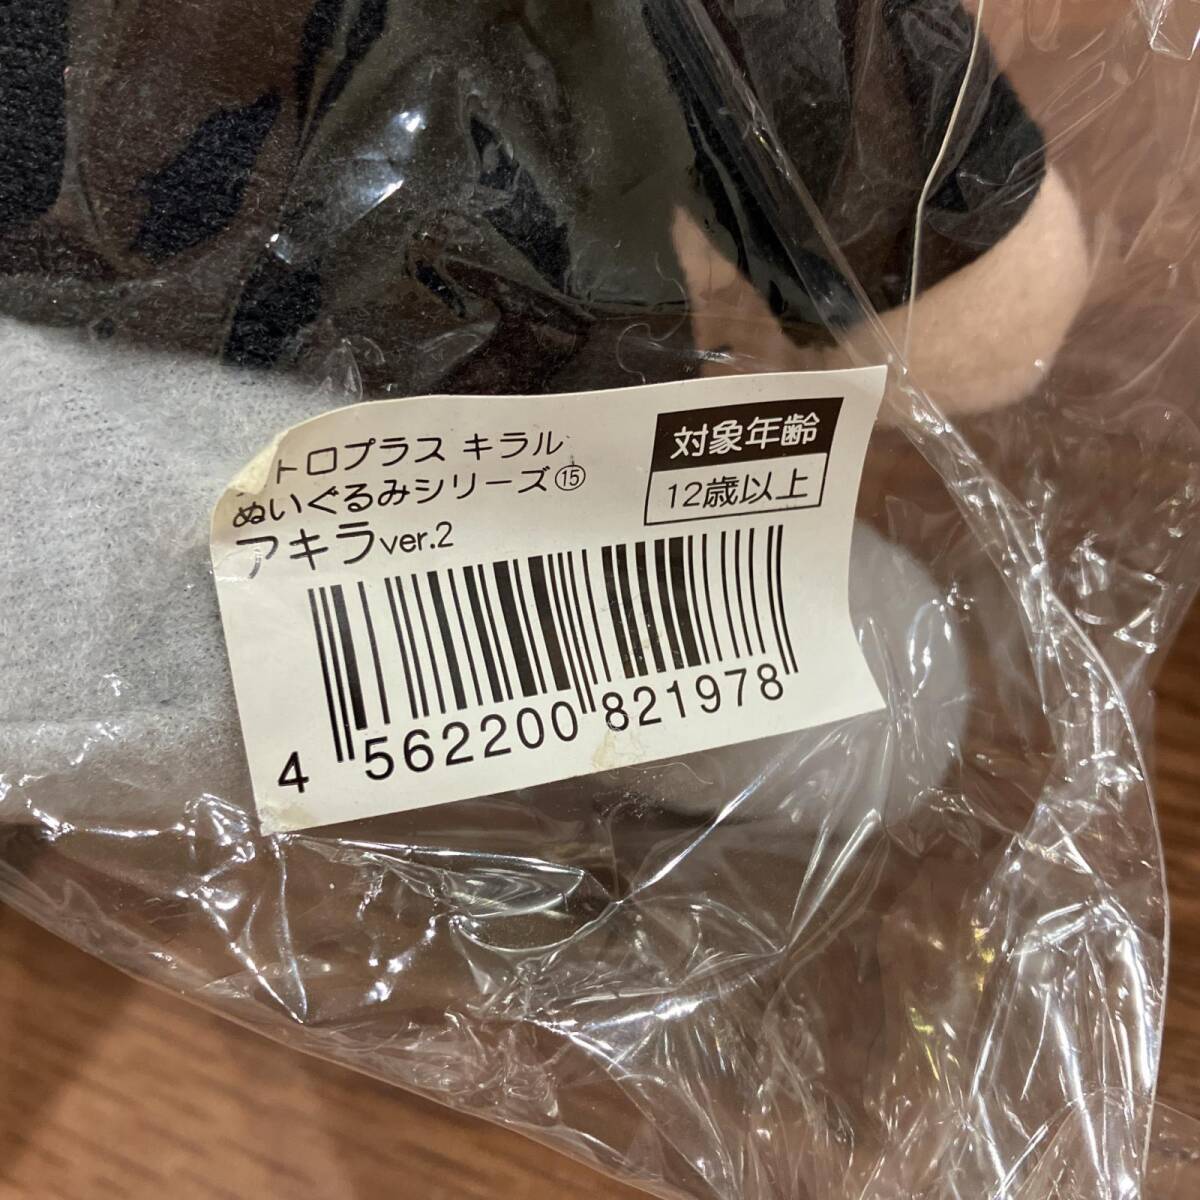 トロプラス キラル
ぬいぐるみシリーズ⑮
アキラver.2
対象年齢
12歳以上
4 562200 821978